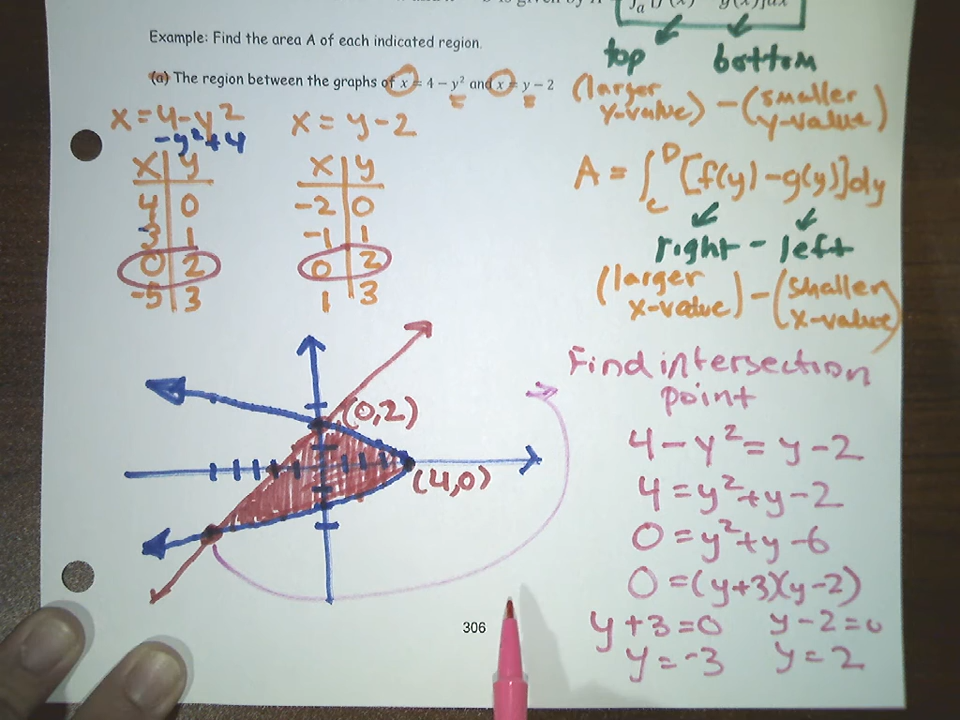 is given by
Example: Find the area A of each indicated region.
(a) The region between the graphs of x = 4 − y² and x = y − 2
top bottom
(larger y-value) − (smaller y-value)
x = 4 − y²
−y² + 4
x y
4 0
3 1
0 2
-5 3
x = y − 2
x y
-2 0
-1 1
0 2
1 3
A = ∫_c^D [f(y) − g(y)] dy
right − left
(larger x-value) − (smaller x-value)
(0,2)
(4,0)
Find intersection
point
4 − y² = y − 2
4 = y² + y − 2
0 = y² + y − 6
0 = (y+3)(y−2)
y + 3 = 0 y − 2 = 0
y = −3 y = 2
306